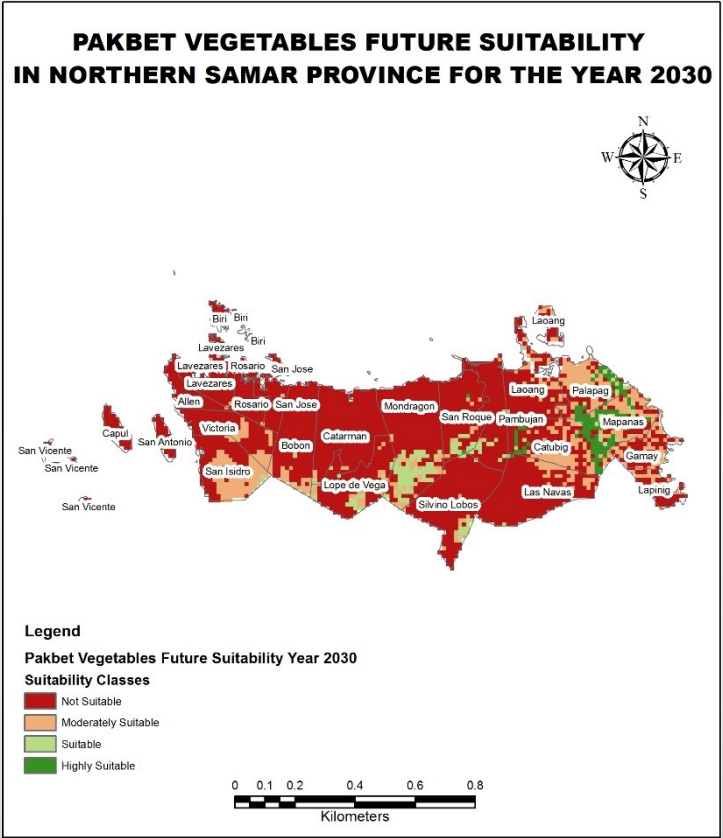 PAKBET VEGETABLES FUTURE SUITABILITY
IN NORTHERN SAMAR PROVINCE FOR THE YEAR 2030
N
W E
S
Laoang
Biri
Biri
Biri
Lavezares
Lavezares
Rosario
San Jose
Lavezares
Laoang
Palapag
Allen
Rosario
San Jose
Mondragon
San Roque
Pambujan
Mapanas
Capul
San Antonio
Victoria
Bobon
Catarman
Catubig
Gamay
San Vicente
San Vicente
San Isidro
Lope de Vega
Las Navas
Lapinig
San Vicente
Silvino Lobos
Legend
Pakbet Vegetables Future Suitability Year 2030
Suitability Classes
Not Suitable
Moderately Suitable
Suitable
Highly Suitable
0 0.1 0.2 0.4 0.6 0.8
Kilometers